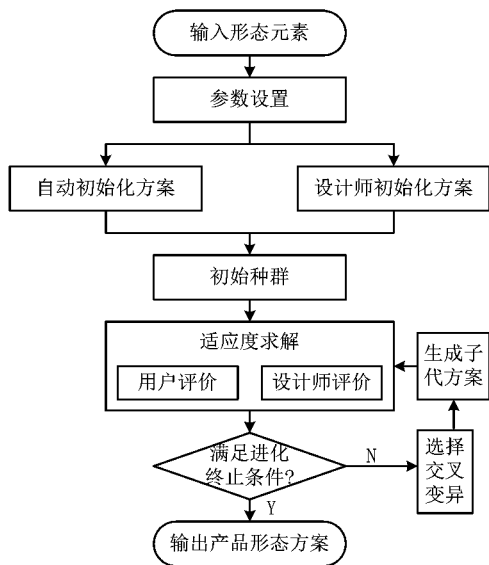 输入形态元素
参数设置
自动初始化方案
设计师初始化方案
初始种群
适应度求解
用户评价
设计师评价
生成子
代方案
满足进化
终止条件?
N
选择
交叉
变异
Y
输出产品形态方案